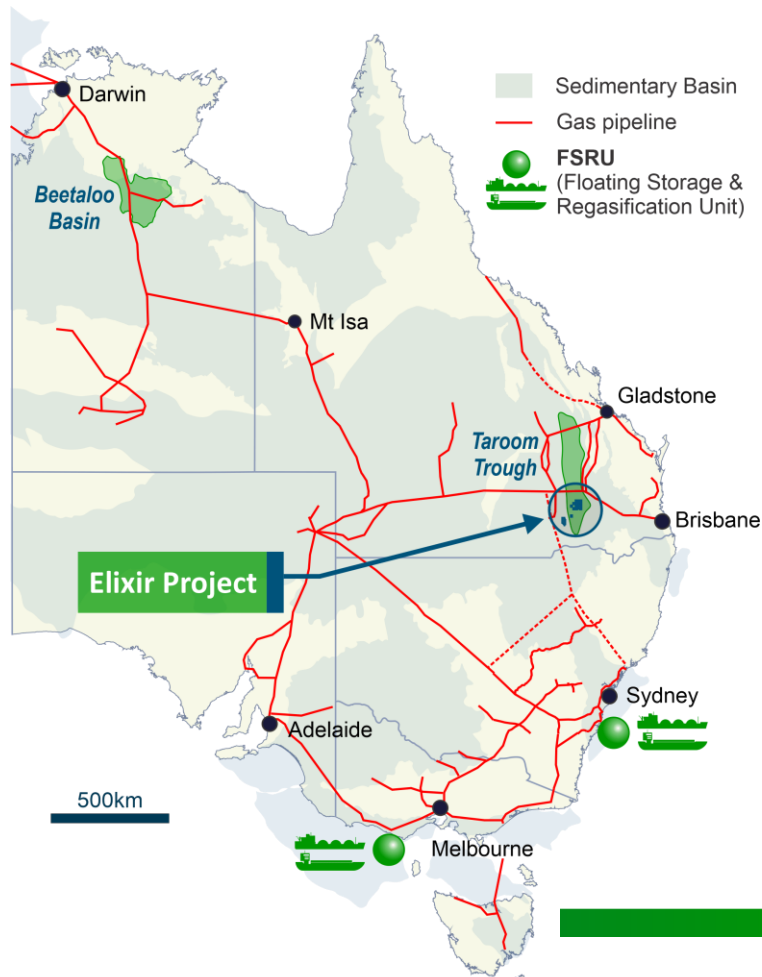 Darwin
Sedimentary Basin
Gas pipeline
FSRU
(Floating Storage &
Regasification Unit)
Beetaloo
Basin
Mt Isa
Gladstone
Taroom
Trough
Brisbane
Elixir Project
Sydney
Adelaide
500km
Melbourne